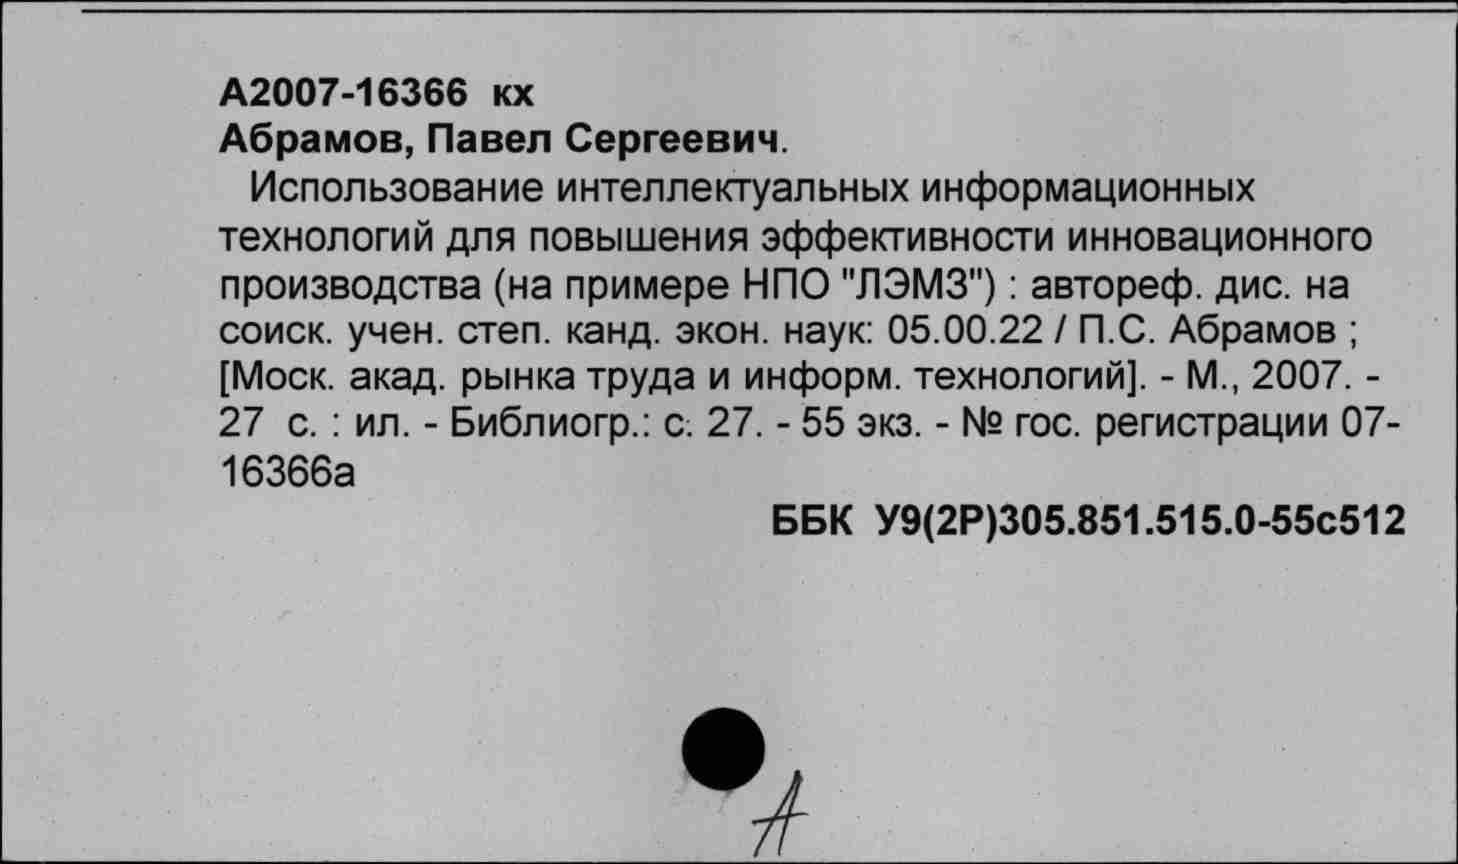 А2007-16366 кх
Абрамов, Павел Сергеевич.
Использование интеллектуальных информационных
технологий для повышения эффективности инновационного
производства (на примере НПО "ЛЭМЗ") : автореф. дис. на
соиск. учен. степ. канд. экон. наук: 05.00.22 / П.С. Абрамов ;
[Моск. акад. рынка труда и информ. технологий]. - М., 2007. -
27 с. : ил. - Библиогр.: с. 27. - 55 экз. - № гос. регистрации 07-
16366а
ББК У9(2Р)305.851.515.0-55с512
А